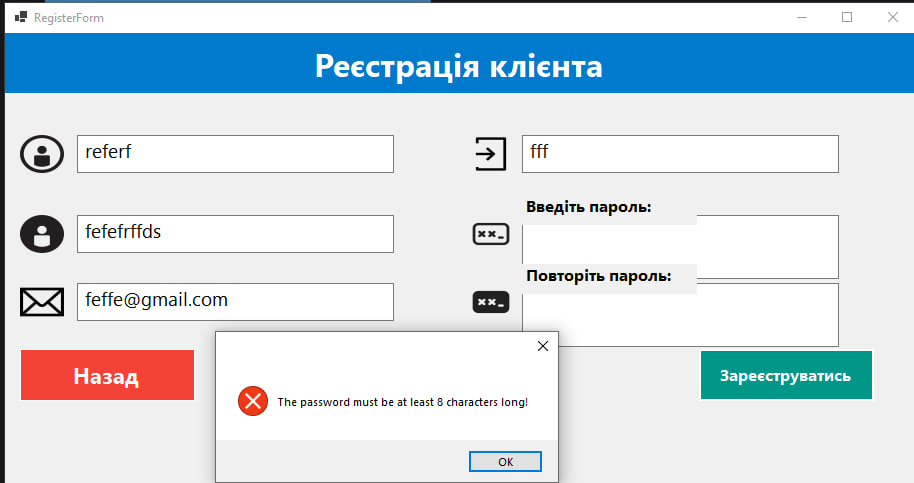 RegisterForm
Реєстрація клієнта
referf
fff
Введіть пароль:
fefefrffds
Повторіть пароль:
feffe@gmail.com
Назад
Зареєструватись
The password must be at least 8 characters long!
OK